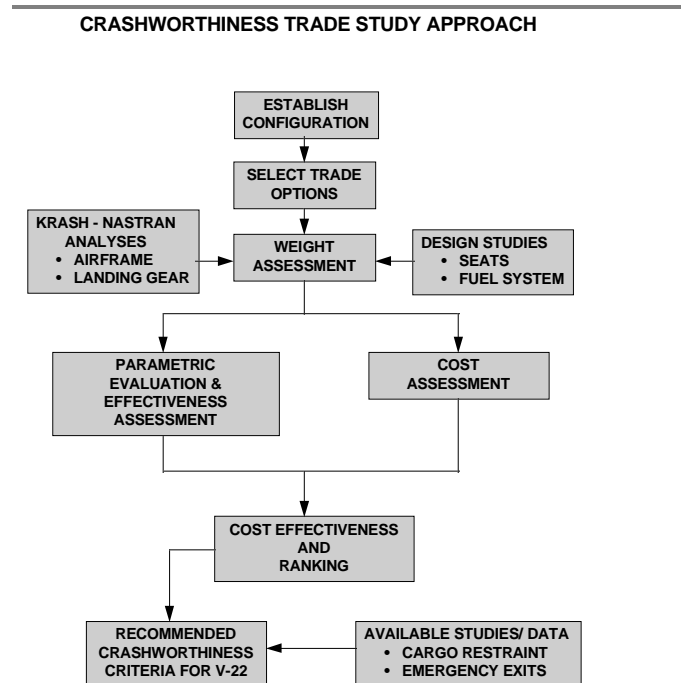 CRASHWORTHINESS TRADE STUDY APPROACH
ESTABLISH
CONFIGURATION
SELECT TRADE
OPTIONS
KRASH - NASTRAN
ANALYSES
• AIRFRAME
• LANDING GEAR
WEIGHT
ASSESSMENT
DESIGN STUDIES
• SEATS
• FUEL SYSTEM
PARAMETRIC
EVALUATION &
EFFECTIVENESS
ASSESSMENT
COST
ASSESSMENT
COST EFFECTIVENESS
AND
RANKING
RECOMMENDED
CRASHWORTHINESS
CRITERIA FOR V-22
AVAILABLE STUDIES/ DATA
• CARGO RESTRAINT
• EMERGENCY EXITS